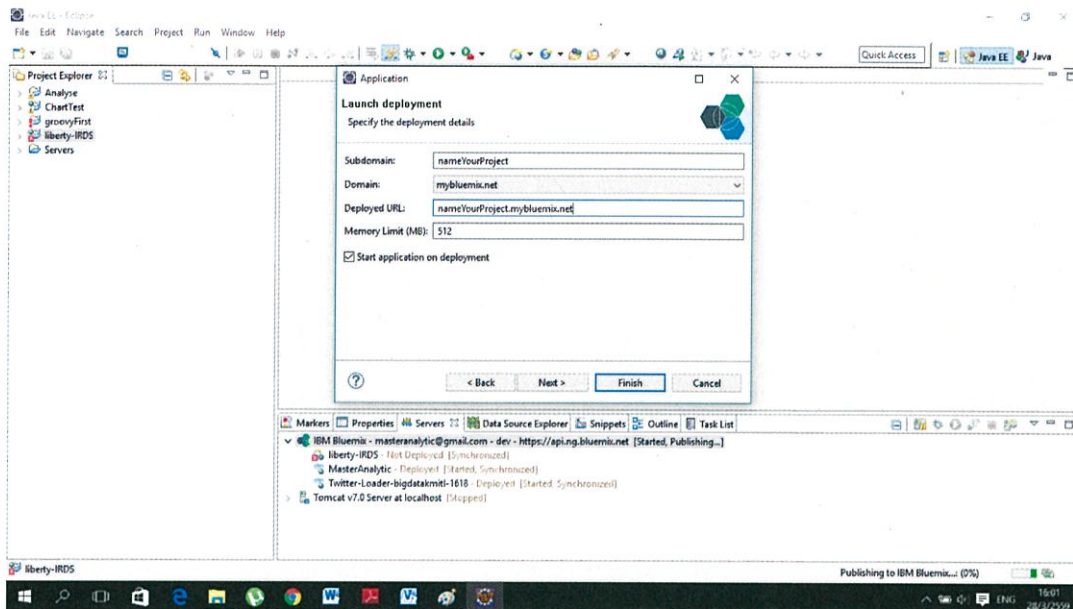 Java EE - Eclipse
File Edit Navigate Search Project Run Window Help
Quick Access
Java EE
Java
Project Explorer
Analyse
ChartTest
groovyFirst
liberty-IRDS
Servers
Application
Launch deployment
Specify the deployment details
Subdomain: nameYourProject
Domain: mybluemix.net
Deployed URL: nameYourProject.mybluemix.net
Memory Limit (MB): 512
Start application on deployment
< Back
Next >
Finish
Cancel
Markers Properties Servers Data Source Explorer Snippets Outline Task List
IBM Bluemix - masteranalytic@gmail.com - dev - https://api.ng.bluemix.net [Started, Publishing...]
liberty-IRDS - Not Deployed [Synchronized]
MasterAnalytic - Deployed [Started, Synchronized]
Twitter-Loader-bigdatakmitl-1618 - Deployed [Started, Synchronized]
Tomcat v7.0 Server at localhost [Stopped]
liberty-IRDS
Publishing to IBM Bluemix...: (0%)
ENG
16:01
28/3/2559